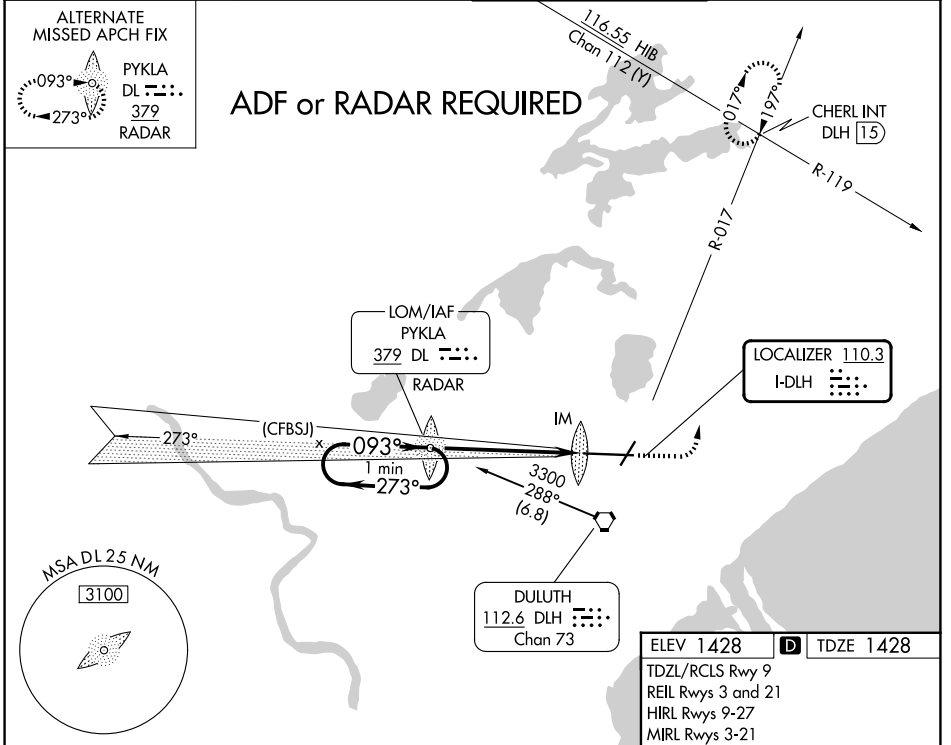 ALTERNATE
MISSED APCH FIX
PYKLA
DL
379
RADAR
093°
273°
ADF or RADAR REQUIRED
116.55 HIB
Chan 112 (Y)
017°
197°
CHERL INT
DLH 15
R-119
R-017
LOM/IAF
PYKLA
379 DL
RADAR
LOCALIZER 110.3
I-DLH
IM
273°
(CFBSJ)
x
093°
1 min
273°
3300
288°
(6.8)
MSA DL 25 NM
3100
DULUTH
112.6 DLH
Chan 73
ELEV 1428 D TDZE 1428
TDZL/RCLS Rwy 9
REIL Rwys 3 and 21
HIRL Rwys 9-27
MIRL Rwys 3-21